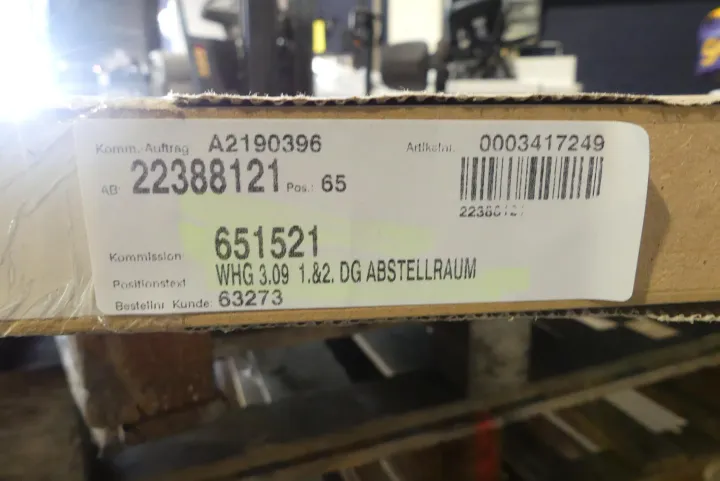 Komm.-Auftrag A2190396 Artikelnr. 0003417249
AB: 22388121 Pos.: 65
22388121
Kommission 651521
Positionstext WHG 3.09 1.&2. DG ABSTELLRAUM
Bestellnr Kunde: 63273